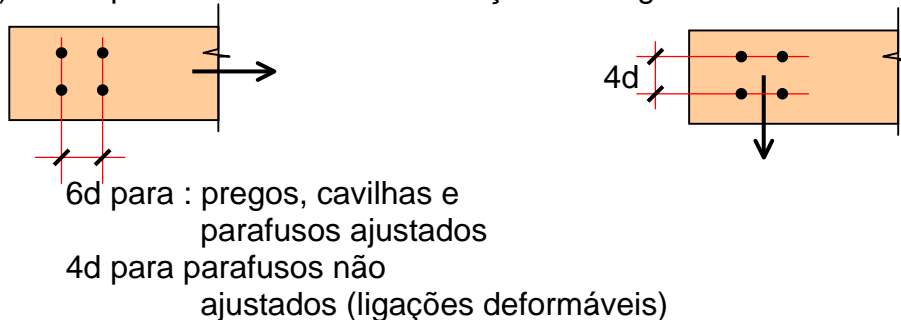 4d
6d para : pregos, cavilhas e
parafusos ajustados
4d para parafusos não
ajustados (ligações deformáveis)